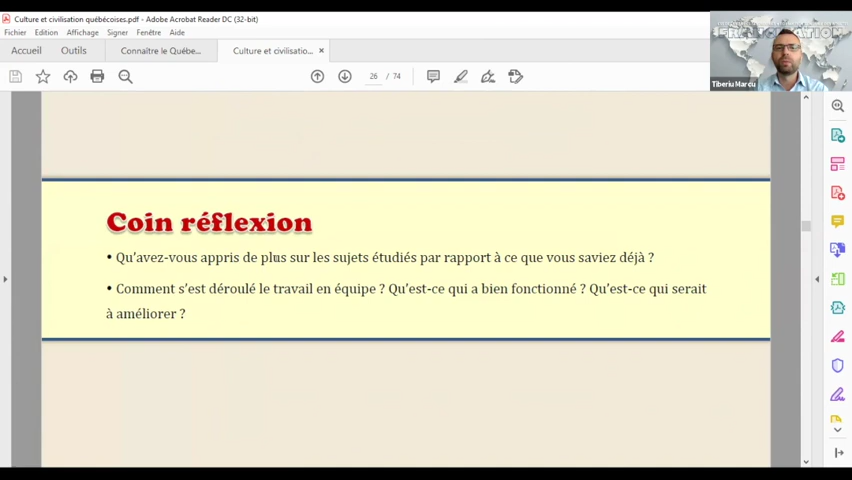 Culture et civilisation québécoises.pdf - Adobe Acrobat Reader DC (32-bit)
Fichier Edition Affichage Signer Fenêtre Aide
Accueil Outils Connaître le Québe... Culture et civilisatio... ×
26 / 74
Tiberiu Marcu
Coin réflexion
• Qu'avez-vous appris de plus sur les sujets étudiés par rapport à ce que vous saviez déjà ?
• Comment s'est déroulé le travail en équipe ? Qu'est-ce qui a bien fonctionné ? Qu'est-ce qui serait
à améliorer ?